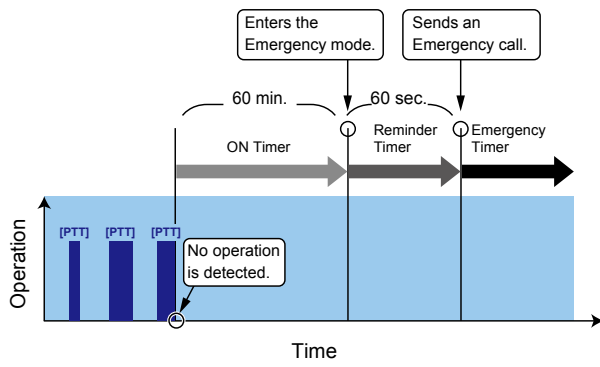 Enters the
Emergency mode.
Sends an
Emergency call.
60 min.
60 sec.
ON Timer
Reminder
Timer
Emergency
Timer
[PTT]
[PTT]
[PTT]
No operation
is detected.
Operation
Time